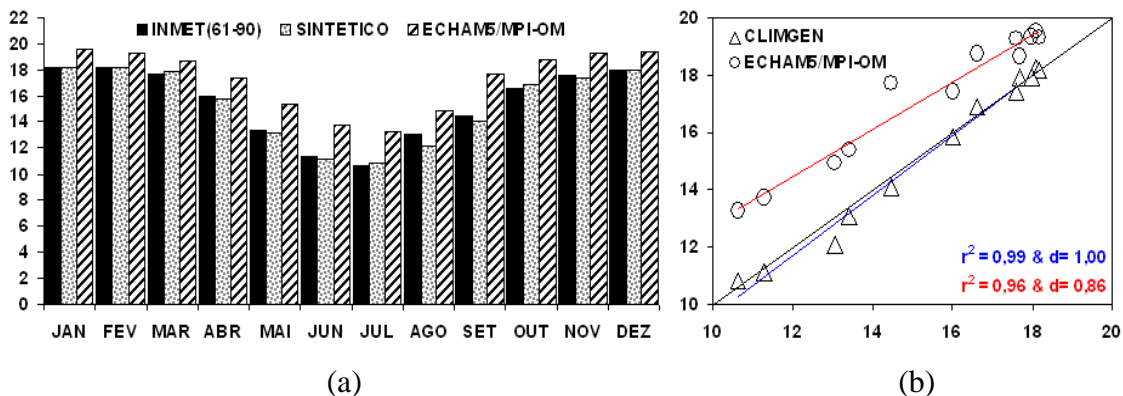 INMET(61-90) SINTETICO ECHAM5/MPI-OM
22
20
18
16
14
12
10
8
6
4
2
0
JAN FEV MAR ABR MAI JUN JUL AGO SET OUT NOV DEZ
(a)
CLIMGEN
ECHAM5/MPI-OM
20
18
16
14
12
10
r² = 0,99 & d= 1,00
r² = 0,96 & d= 0,86
10 12 14 16 18 20
(b)